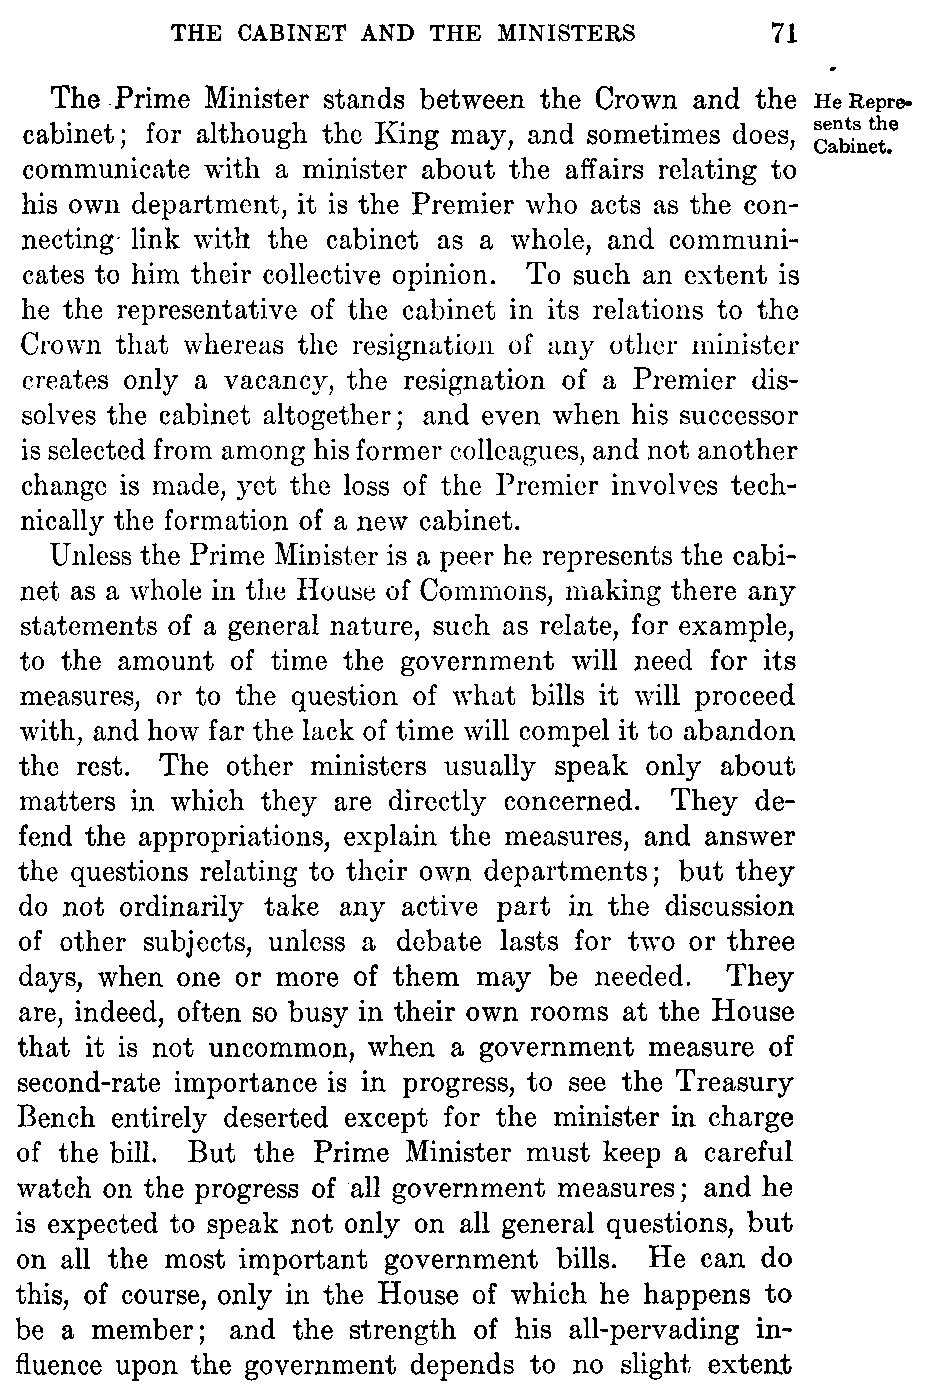 THE CABINET AND THE MINISTERS 71
The Prime Minister stands between the Crown and the
cabinet; for although the King may, and sometimes does,
communicate with a minister about the affairs relating to
his own department, it is the Premier who acts as the con-
necting link with the cabinet as a whole, and communi-
cates to him their collective opinion. To such an extent is
he the representative of the cabinet in its relations to the
Crown that whereas the resignation of any other minister
creates only a vacancy, the resignation of a Premier dis-
solves the cabinet altogether; and even when his successor
is selected from among his former colleagues, and not another
change is made, yet the loss of the Premier involves tech-
nically the formation of a new cabinet.
Unless the Prime Minister is a peer he represents the cabi-
net as a whole in the House of Commons, making there any
statements of a general nature, such as relate, for example,
to the amount of time the government will need for its
measures, or to the question of what bills it will proceed
with, and how far the lack of time will compel it to abandon
the rest. The other ministers usually speak only about
matters in which they are directly concerned. They de-
fend the appropriations, explain the measures, and answer
the questions relating to their own departments; but they
do not ordinarily take any active part in the discussion
of other subjects, unless a debate lasts for two or three
days, when one or more of them may be needed. They
are, indeed, often so busy in their own rooms at the House
that it is not uncommon, when a government measure of
second-rate importance is in progress, to see the Treasury
Bench entirely deserted except for the minister in charge
of the bill. But the Prime Minister must keep a careful
watch on the progress of all government measures; and he
is expected to speak not only on all general questions, but
on all the most important government bills. He can do
this, of course, only in the House of which he happens to
be a member; and the strength of his all-pervading in-
fluence upon the government depends to no slight extent
He Repre-
sents the
Cabinet.